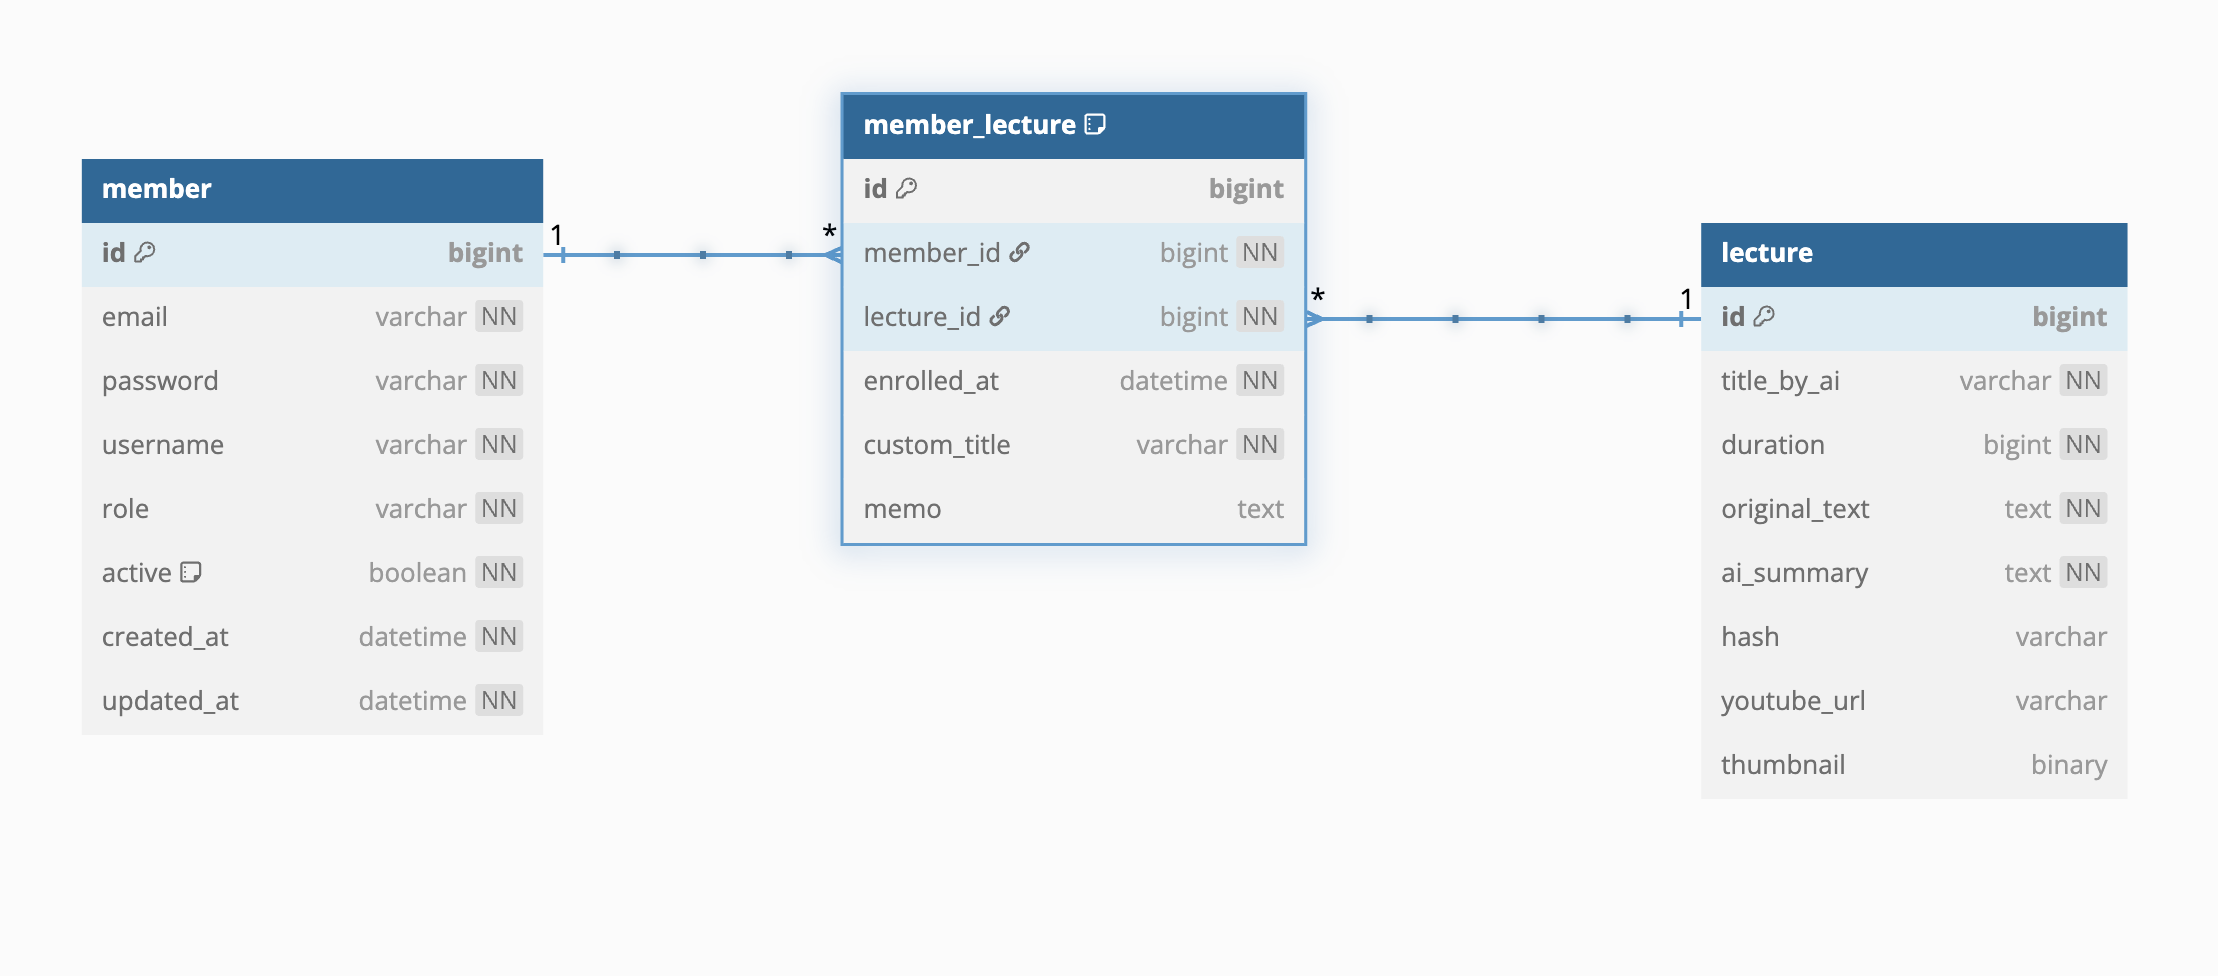 member
id bigint
email varchar NN
password varchar NN
username varchar NN
role varchar NN
active boolean NN
created_at datetime NN
updated_at datetime NN
1
*
member_lecture
id bigint
member_id bigint NN
lecture_id bigint NN
enrolled_at datetime NN
custom_title varchar NN
memo text
*
1
lecture
id bigint
title_by_ai varchar NN
duration bigint NN
original_text text NN
ai_summary text NN
hash varchar
youtube_url varchar
thumbnail binary